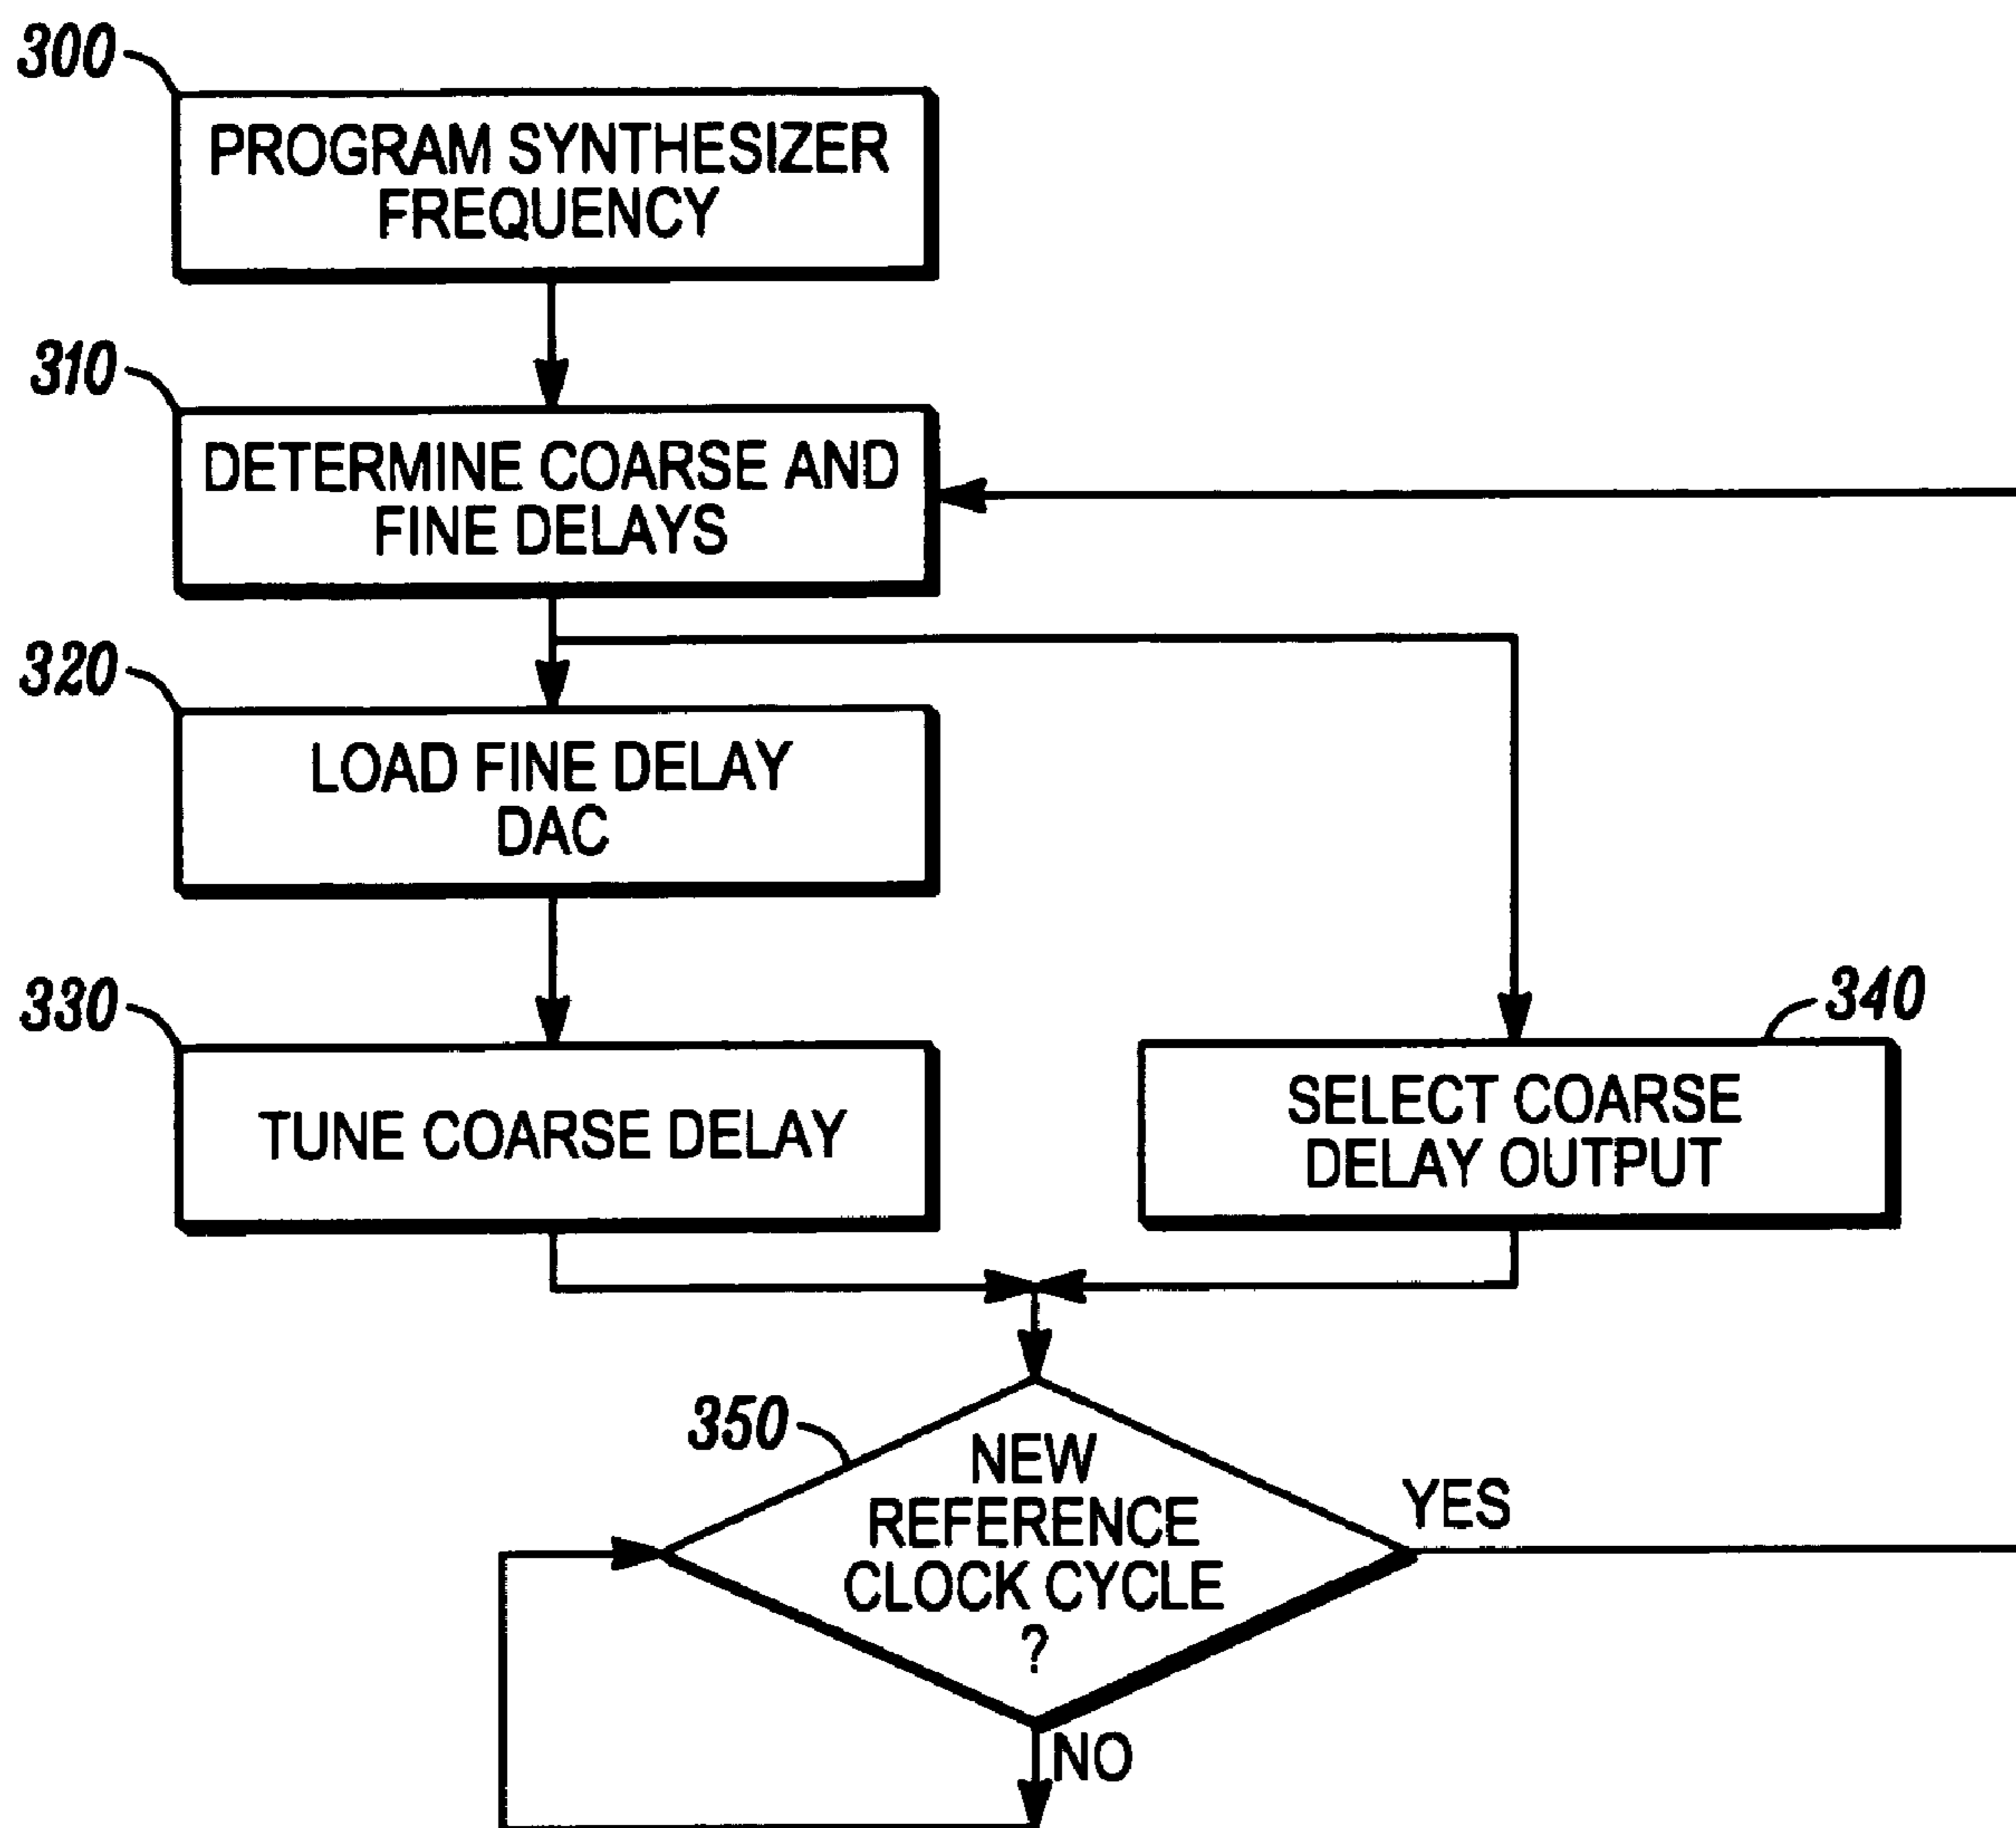 300
PROGRAM SYNTHESIZER
FREQUENCY
310
DETERMINE COARSE AND
FINE DELAYS
320
LOAD FINE DELAY
DAC
330
TUNE COARSE DELAY
340
SELECT COARSE
DELAY OUTPUT
350
NEW
REFERENCE
CLOCK CYCLE
?
YES
NO